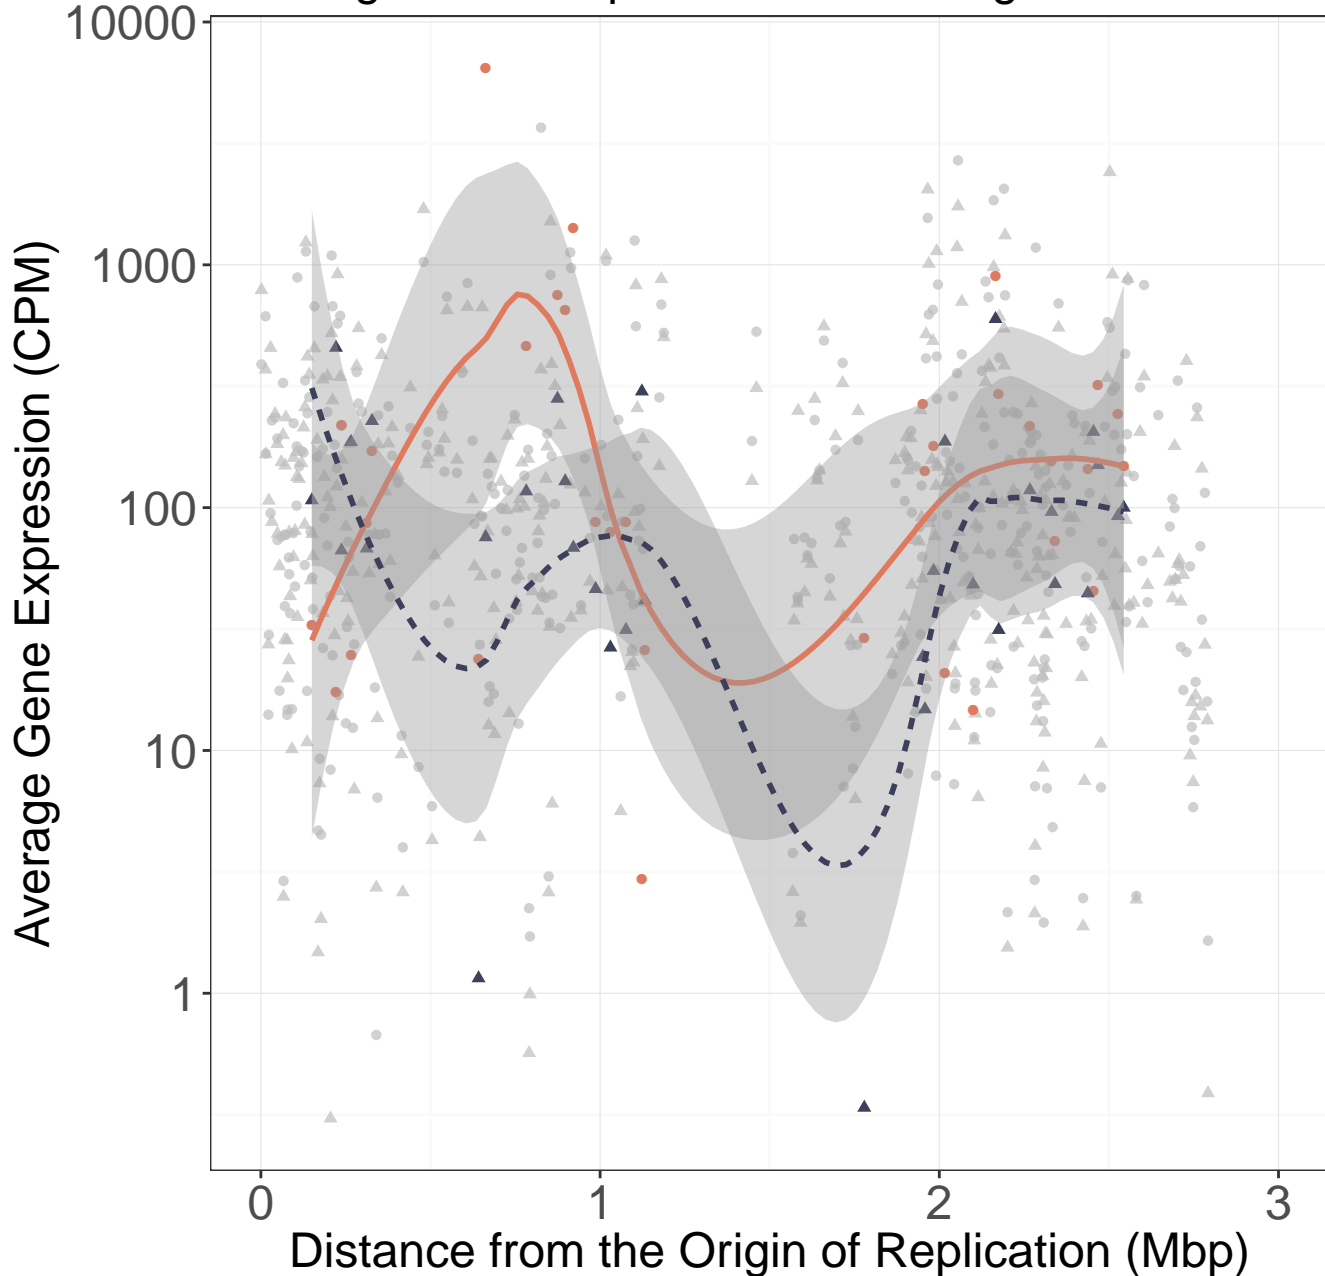 10000
1000
100
10
1
Average Gene Expression (CPM)
0 1 2 3
Distance from the Origin of Replication (Mbp)